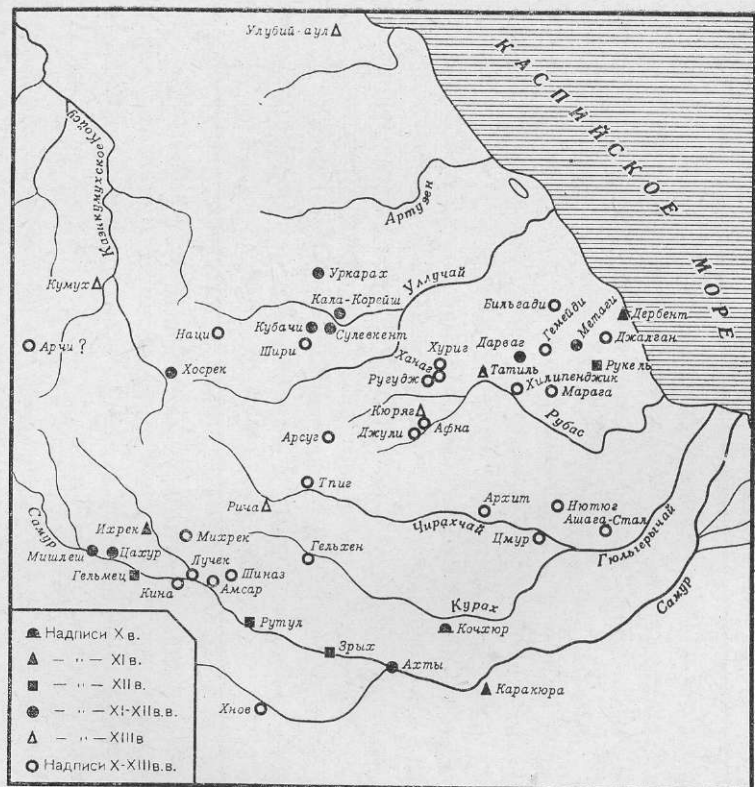 Улубий-аул
КАСПИЙСКОЕ МОРЕ
Казикумухское Койсу
Артузен
Кумух
Уркарах
Уллучай
Кала-Корейш
Бильгади
Гемейди
Метаги
Дербент
Арчи ?
Наци
Кубачи
Сулевкент
Шири
Ханаг
Хуриг
Дарваг
Джалган
Хосрек
Ругудж
Татиль
Рукель
Хилипенджик
Марага
Кюряг
Джули
Афна
Рубас
Арсуг
Тпиг
Рича
Архит
Нютюг
Ашага-Стал
Чирахчай
Цмур
Гюльгерычай
Самур
Самур
Ихрек
Михрек
Мишлеш
Цахур
Гельхен
Лучек
Шиназ
Гельмец
Кина
Амсар
Курах
Кочхюр
Рутул
Зрых
Ахты
Каракюра
Хнов
Надписи X в.
— ·· — XI в.
— ·· — XII в.
— ·· — XI-XII в.в.
— ·· — XIII в
Надписи X-XIII в.в.